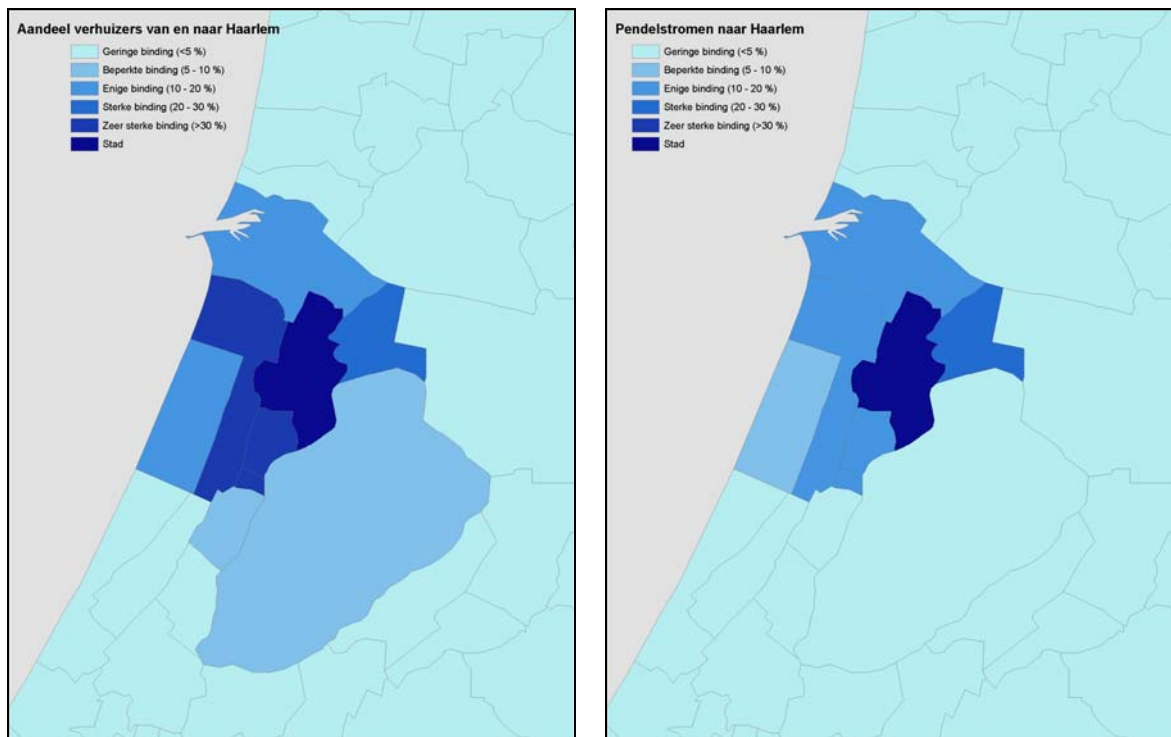 Aandeel verhuizers van en naar Haarlem
Geringe binding (<5 %)
Beperkte binding (5 - 10 %)
Enige binding (10 - 20 %)
Sterke binding (20 - 30 %)
Zeer sterke binding (>30 %)
Stad
Pendelstromen naar Haarlem
Geringe binding (<5 %)
Beperkte binding (5 - 10 %)
Enige binding (10 - 20 %)
Sterke binding (20 - 30 %)
Zeer sterke binding (>30 %)
Stad